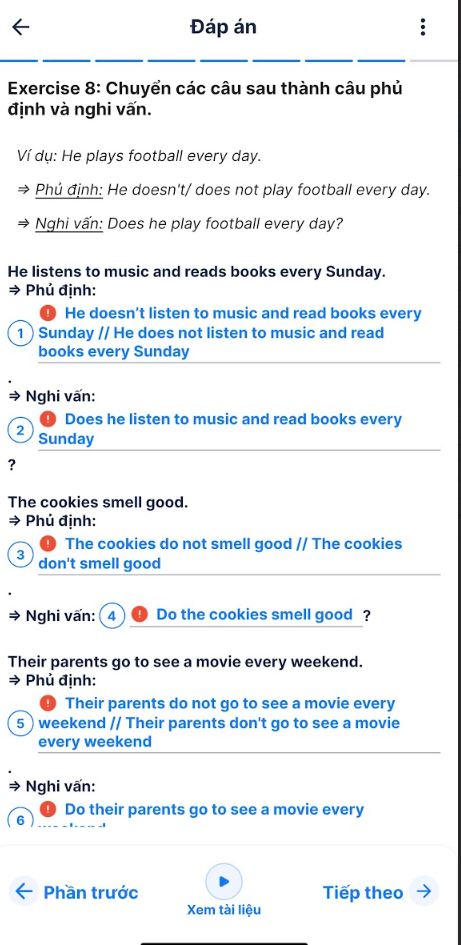 Đáp án
Exercise 8: Chuyển các câu sau thành câu phủ
định và nghi vấn.
Ví dụ: He plays football every day.
⇒ Phủ định: He doesn't/ does not play football every day.
⇒ Nghi vấn: Does he play football every day?
He listens to music and reads books every Sunday.
⇒ Phủ định:
! He doesn’t listen to music and read books every
1 Sunday // He does not listen to music and read
books every Sunday
.
⇒ Nghi vấn:
! Does he listen to music and read books every
2 Sunday
?
The cookies smell good.
⇒ Phủ định:
! The cookies do not smell good // The cookies
3 don't smell good
.
⇒ Nghi vấn: 4 ! Do the cookies smell good ?
Their parents go to see a movie every weekend.
⇒ Phủ định:
! Their parents do not go to see a movie every
5 weekend // Their parents don't go to see a movie
every weekend
.
⇒ Nghi vấn:
! Do their parents go to see a movie every
6
Phần trước
Xem tài liệu
Tiếp theo